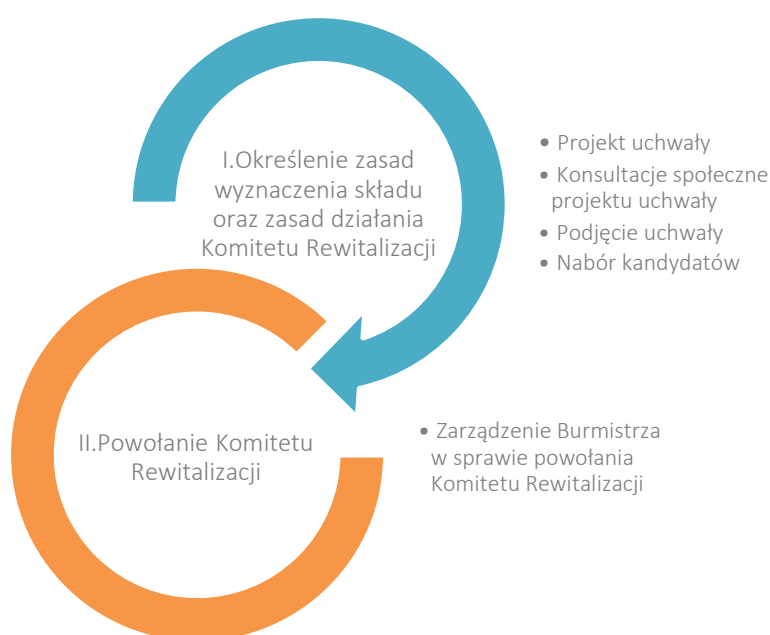 I.Określenie zasad
wyznaczenia składu
oraz zasad działania
Komitetu Rewitalizacji
• Projekt uchwały
• Konsultacje społeczne
projektu uchwały
• Podjęcie uchwały
• Nabór kandydatów
II.Powołanie Komitetu
Rewitalizacji
• Zarządzenie Burmistrza
w sprawie powołania
Komitetu Rewitalizacji